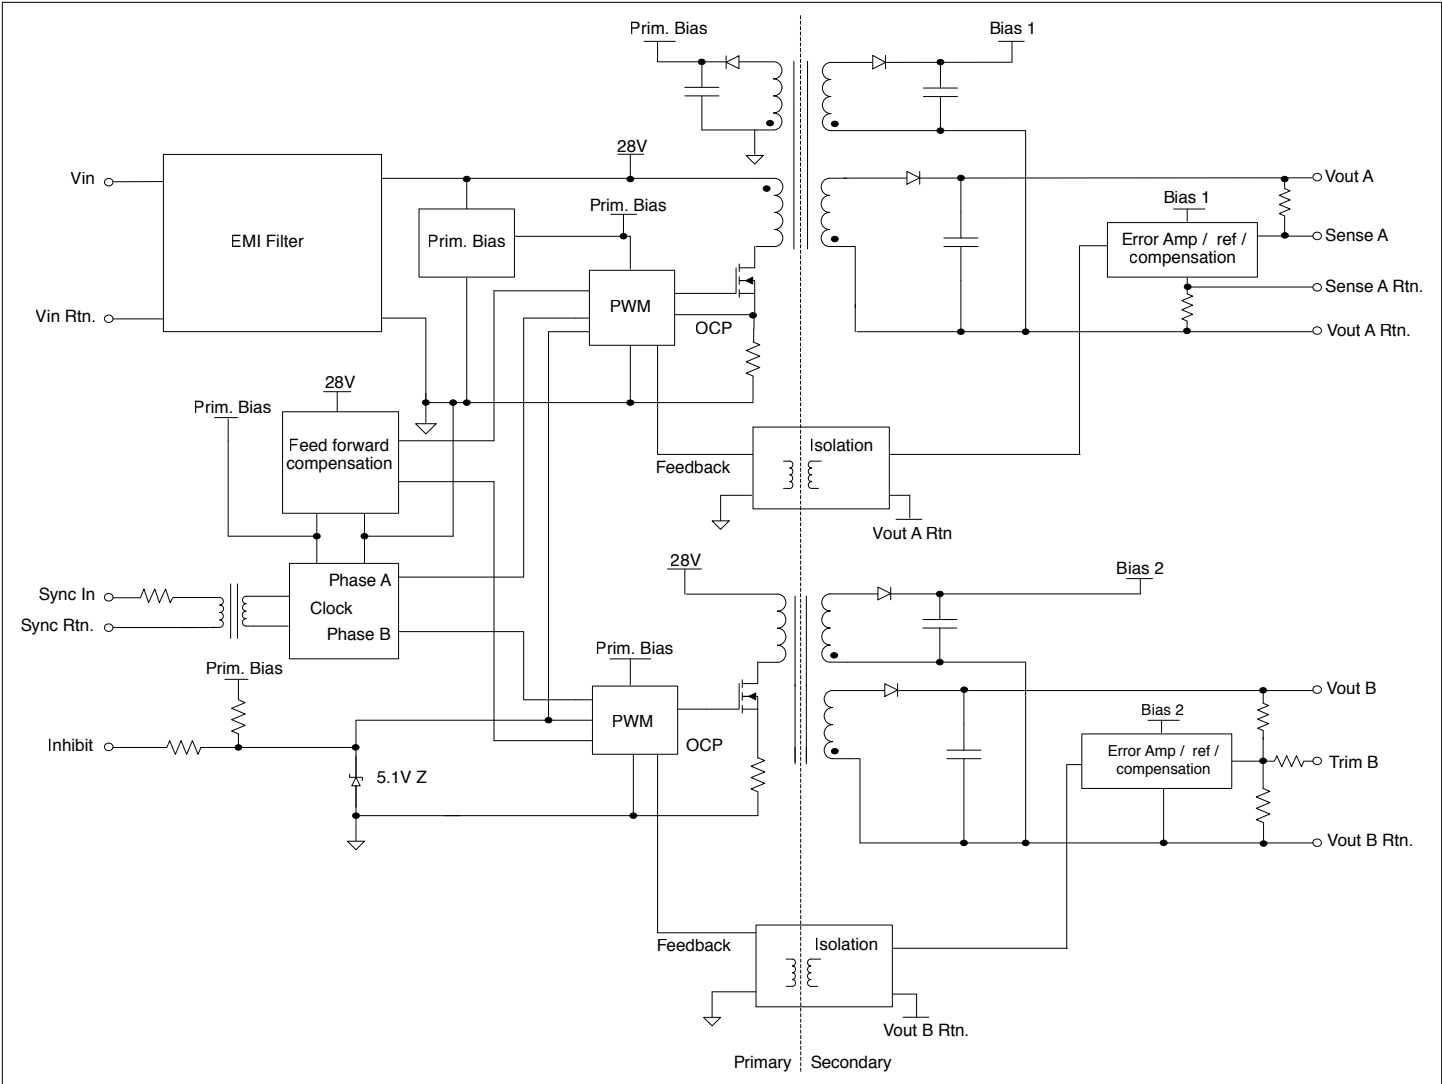 Prim. Bias
Bias 1
28V
Vin
Vout A
Prim. Bias
Bias 1
EMI Filter
Prim. Bias
Error Amp / ref /
compensation
Sense A
Sense A Rtn.
PWM
Vin Rtn.
OCP
Vout A Rtn.
28V
Prim. Bias
Feed forward
compensation
Isolation
Feedback
Vout A Rtn
28V
Bias 2
Phase A
Sync In
Clock
Sync Rtn.
Phase B
Prim. Bias
Prim. Bias
Vout B
Bias 2
PWM
Inhibit
OCP
Error Amp / ref /
compensation
Trim B
5.1V Z
Vout B Rtn.
Feedback
Isolation
Vout B Rtn.
Primary
Secondary